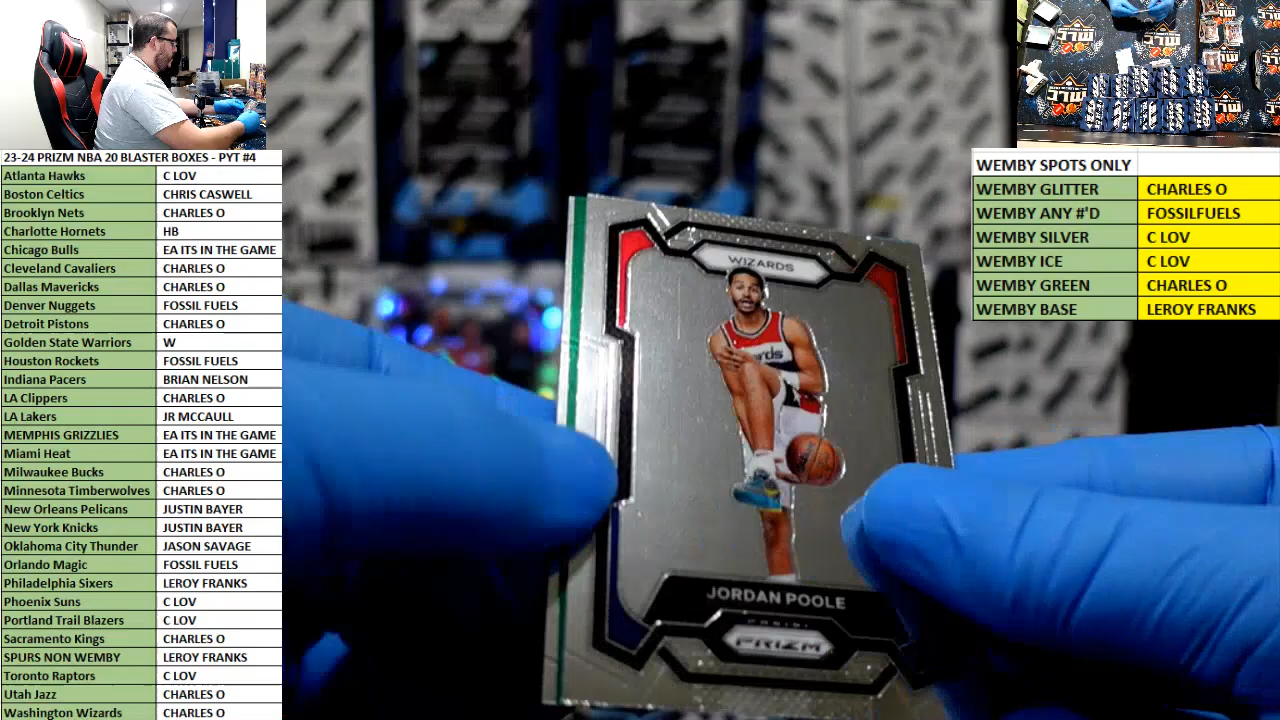 23-24 PRIZM NBA 20 BLASTER BOXES - PYT #4
Atlanta Hawks C LOV
Boston Celtics CHRIS CASWELL
Brooklyn Nets CHARLES O
Charlotte Hornets HB
Chicago Bulls EA ITS IN THE GAME
Cleveland Cavaliers CHARLES O
Dallas Mavericks CHARLES O
Denver Nuggets FOSSIL FUELS
Detroit Pistons CHARLES O
Golden State Warriors W
Houston Rockets FOSSIL FUELS
Indiana Pacers BRIAN NELSON
LA Clippers CHARLES O
LA Lakers JR MCCAULL
MEMPHIS GRIZZLIES EA ITS IN THE GAME
Miami Heat EA ITS IN THE GAME
Milwaukee Bucks CHARLES O
Minnesota Timberwolves CHARLES O
New Orleans Pelicans JUSTIN BAYER
New York Knicks JUSTIN BAYER
Oklahoma City Thunder JASON SAVAGE
Orlando Magic FOSSIL FUELS
Philadelphia Sixers LEROY FRANKS
Phoenix Suns C LOV
Portland Trail Blazers C LOV
Sacramento Kings CHARLES O
SPURS NON WEMBY LEROY FRANKS
Toronto Raptors C LOV
Utah Jazz CHARLES O
Washington Wizards CHARLES O
WIZARDS
JORDAN POOLE
PANINI
PRIZM
WEMBY SPOTS ONLY
WEMBY GLITTER CHARLES O
WEMBY ANY #'D FOSSILFUELS
WEMBY SILVER C LOV
WEMBY ICE C LOV
WEMBY GREEN CHARLES O
WEMBY BASE LEROY FRANKS